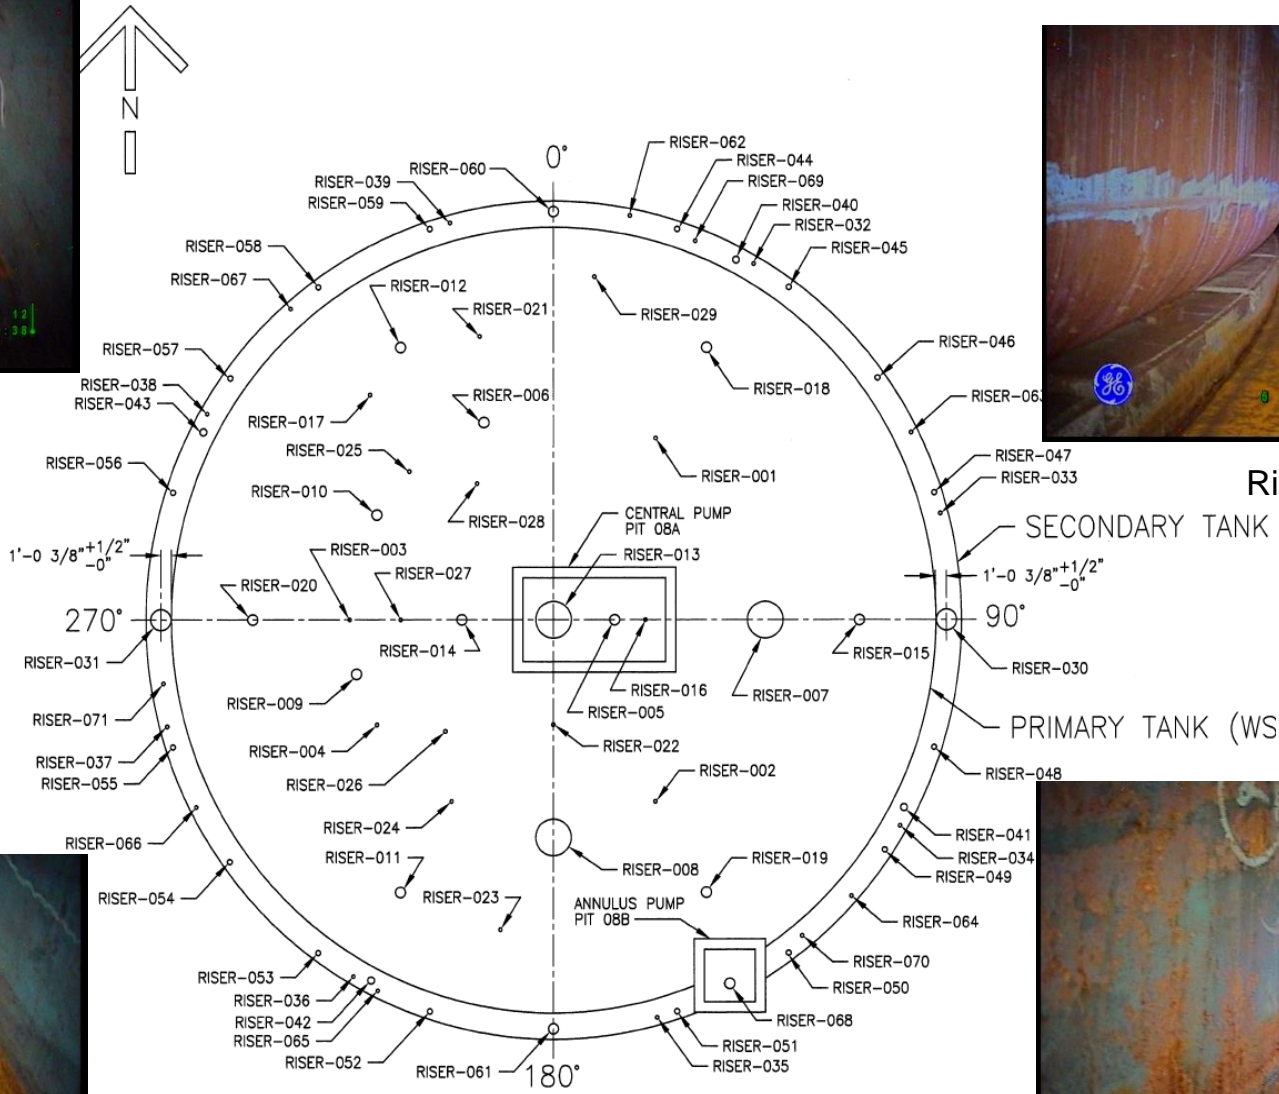 N
0°
RISER-062
RISER-044
RISER-060
RISER-069
RISER-039
RISER-059
RISER-040
RISER-032
RISER-045
RISER-058
RISER-067
RISER-012
RISER-021
RISER-029
12
:38
RISER-057
RISER-046
RISER-038
RISER-043
RISER-006
RISER-018
RISER-063
RISER-017
RISER-025
RISER-047
RISER-056
RISER-001
RISER-033
RISER-010
Ri
RISER-028
CENTRAL PUMP
PIT 08A
SECONDARY TANK
1'-0 3/8" +1/2"
-0"
RISER-003
RISER-013
RISER-027
1'-0 3/8" +1/2"
-0"
RISER-020
270°
90°
RISER-014
RISER-015
RISER-031
RISER-030
RISER-016
RISER-007
RISER-009
RISER-005
RISER-071
RISER-004
RISER-022
PRIMARY TANK (WS
RISER-037
RISER-002
RISER-048
RISER-055
RISER-026
RISER-024
RISER-041
RISER-066
RISER-011
RISER-019
RISER-034
RISER-008
RISER-049
RISER-054
RISER-023
ANNULUS PUMP
PIT 08B
RISER-064
RISER-070
RISER-053
RISER-050
RISER-036
RISER-042
RISER-068
RISER-065
RISER-051
RISER-052
RISER-035
RISER-061
180°
GE
0